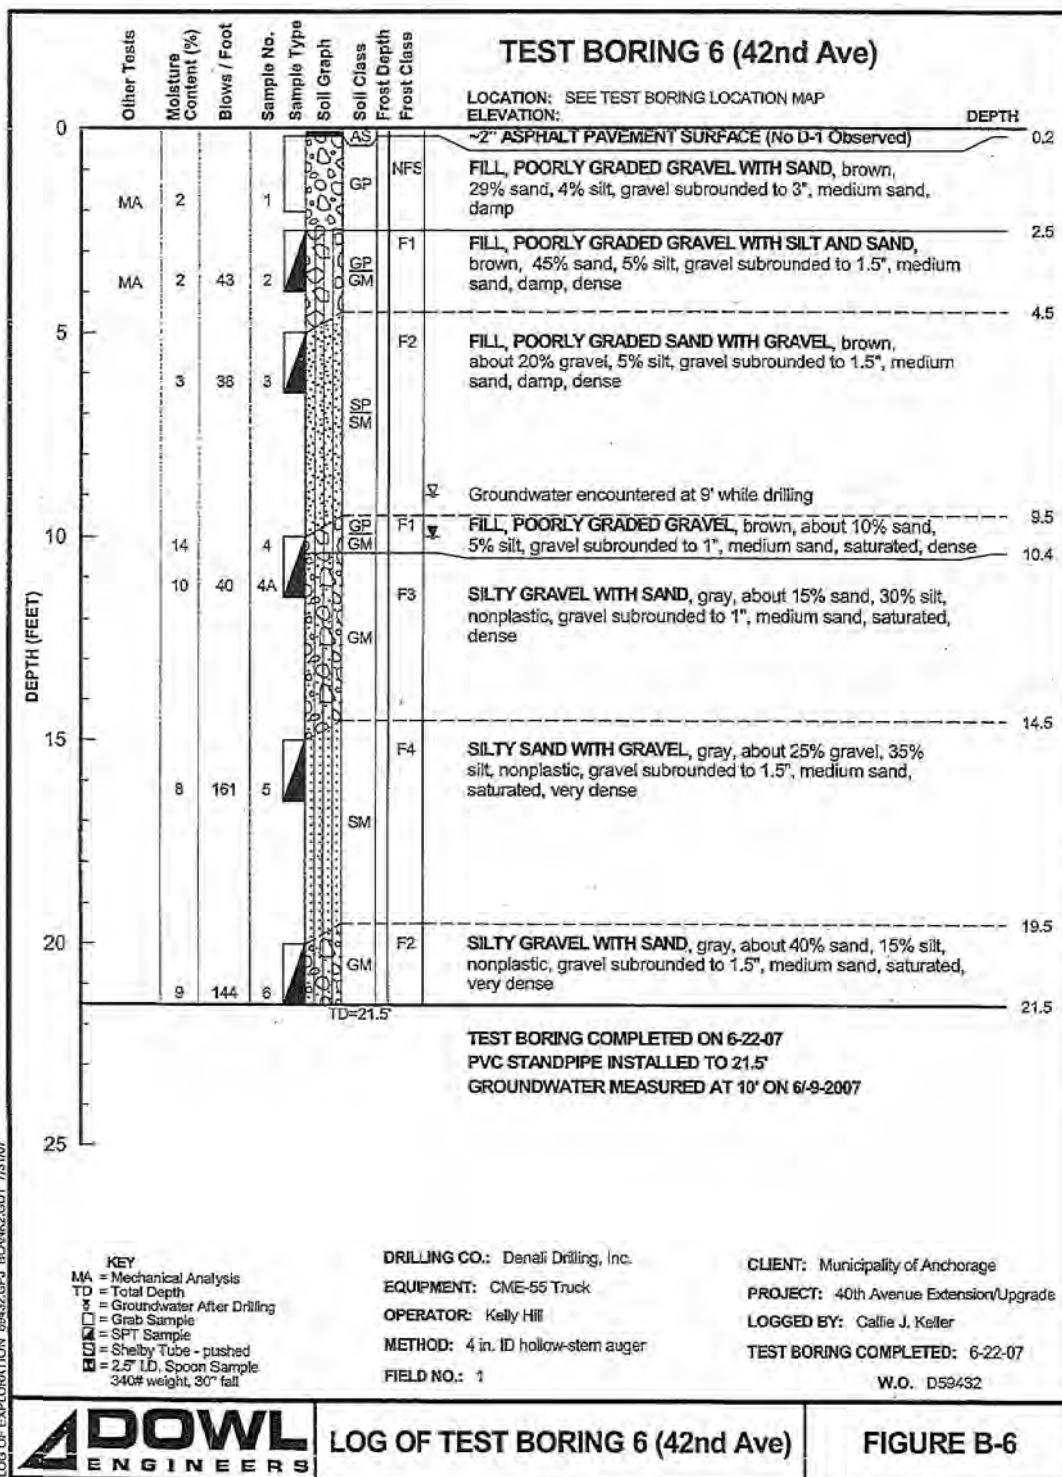 TEST BORING 6 (42nd Ave)
Other Tests
Moisture Content (%)
Blows / Foot
Sample No.
Sample Type
Soil Graph
Soil Class
Frost Depth
Frost Class
LOCATION: SEE TEST BORING LOCATION MAP
ELEVATION:
DEPTH
0
AS
~2" ASPHALT PAVEMENT SURFACE (No D-1 Observed)
0.2
NFS
FILL, POORLY GRADED GRAVEL WITH SAND, brown,
GP
29% sand, 4% silt, gravel subrounded to 3", medium sand,
MA 2 1
damp
2.5
F1
FILL, POORLY GRADED GRAVEL WITH SILT AND SAND,
GP
brown, 45% sand, 5% silt, gravel subrounded to 1.5", medium
MA 2 43 2 GM
sand, damp, dense
4.5
5
F2
FILL, POORLY GRADED SAND WITH GRAVEL, brown,
about 20% gravel, 5% silt, gravel subrounded to 1.5", medium
3 38 3
sand, damp, dense
SP
SM
Groundwater encountered at 9' while drilling
9.5
GP F1
FILL, POORLY GRADED GRAVEL, brown, about 10% sand,
10
14 4 GM
5% silt, gravel subrounded to 1", medium sand, saturated, dense
10.4
10 40 4A
F3
SILTY GRAVEL WITH SAND, gray, about 15% sand, 30% silt,
nonplastic, gravel subrounded to 1", medium sand, saturated,
GM
dense
DEPTH (FEET)
14.5
15
F4
SILTY SAND WITH GRAVEL, gray, about 25% gravel, 35%
silt, nonplastic, gravel subrounded to 1.5", medium sand,
8 161 5
saturated, very dense
SM
19.5
20
F2
SILTY GRAVEL WITH SAND, gray, about 40% sand, 15% silt,
GM
nonplastic, gravel subrounded to 1.5", medium sand, saturated,
9 144 6
very dense
21.5
TD=21.5'
TEST BORING COMPLETED ON 6-22-07
PVC STANDPIPE INSTALLED TO 21.5'
GROUNDWATER MEASURED AT 10' ON 6/-9-2007
25
KEY
MA = Mechanical Analysis
TD = Total Depth
= Groundwater After Drilling
= Grab Sample
= SPT Sample
= Shelby Tube - pushed
= 2.5" I.D. Spoon Sample
340# weight, 30" fall
DRILLING CO.: Denali Drilling, Inc.
EQUIPMENT: CME-55 Truck
OPERATOR: Kelly Hill
METHOD: 4 in. ID hollow-stem auger
FIELD NO.: 1
CLIENT: Municipality of Anchorage
PROJECT: 40th Avenue Extension/Upgrade
LOGGED BY: Callie J. Keller
TEST BORING COMPLETED: 6-22-07
W.O. D59432
DOWL
ENGINEERS
LOG OF TEST BORING 6 (42nd Ave)
FIGURE B-6
LOG OF EXPLORATION